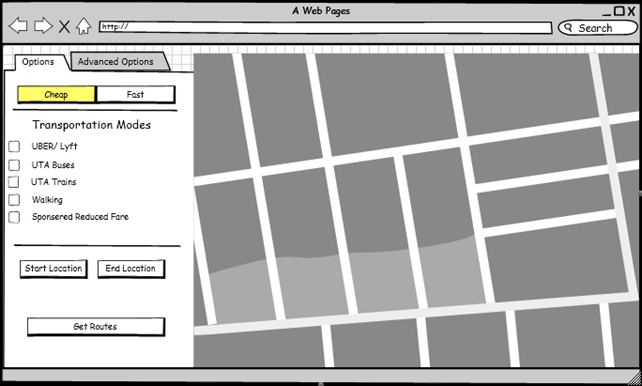 A Web Pages
http://
Search
Options
Advanced Options
Cheap
Fast
Transportation Modes
UBER/ Lyft
UTA Buses
UTA Trains
Walking
Sponsered Reduced Fare
Start Location
End Location
Get Routes